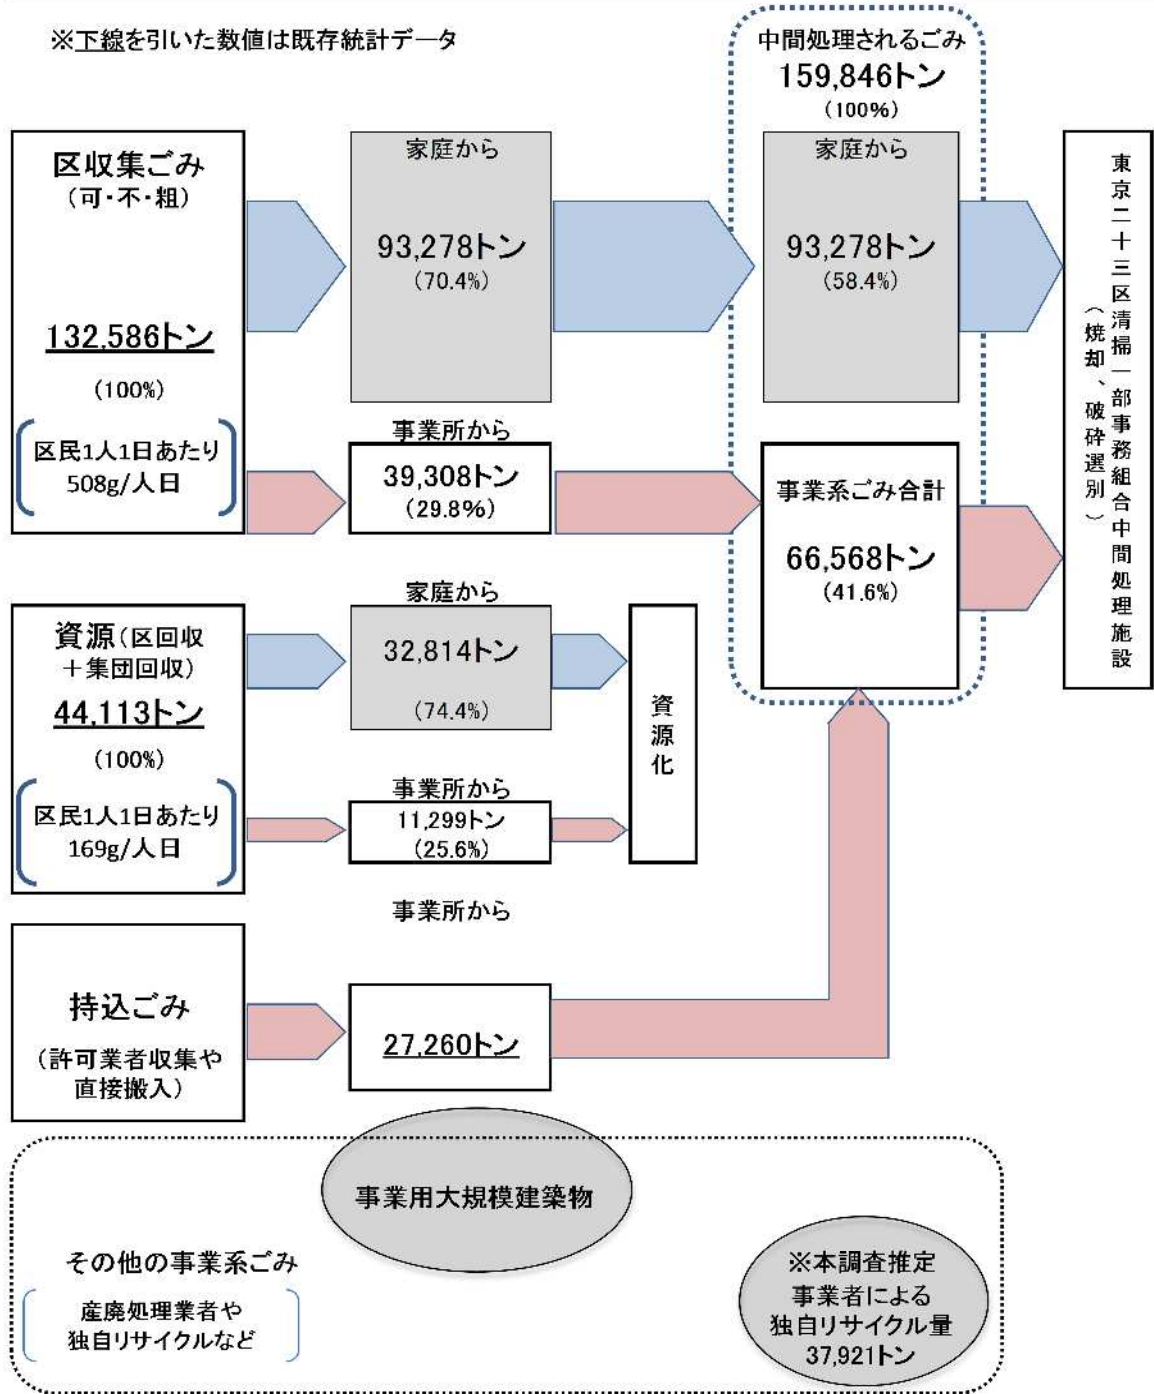 ※下線を引いた数値は既存統計データ
中間処理されるごみ
159,846トン
(100%)
区収集ごみ
(可・不・粗)
132,586トン
(100%)
区民1人1日あたり
508g/人日
家庭から
93,278トン
(70.4%)
事業所から
39,308トン
(29.8%)
家庭から
93,278トン
(58.4%)
事業系ごみ合計
66,568トン
(41.6%)
東京二十三区清掃一部事務組合中間処理施設
(焼却、破砕選別)
資源(区回収
+集団回収)
44,113トン
(100%)
区民1人1日あたり
169g/人日
家庭から
32,814トン
(74.4%)
事業所から
11,299トン
(25.6%)
資源化
事業所から
持込ごみ
(許可業者収集や
直接搬入)
27,260トン
事業用大規模建築物
その他の事業系ごみ
産廃処理業者や
独自リサイクルなど
※本調査推定
事業者による
独自リサイクル量
37,921トン